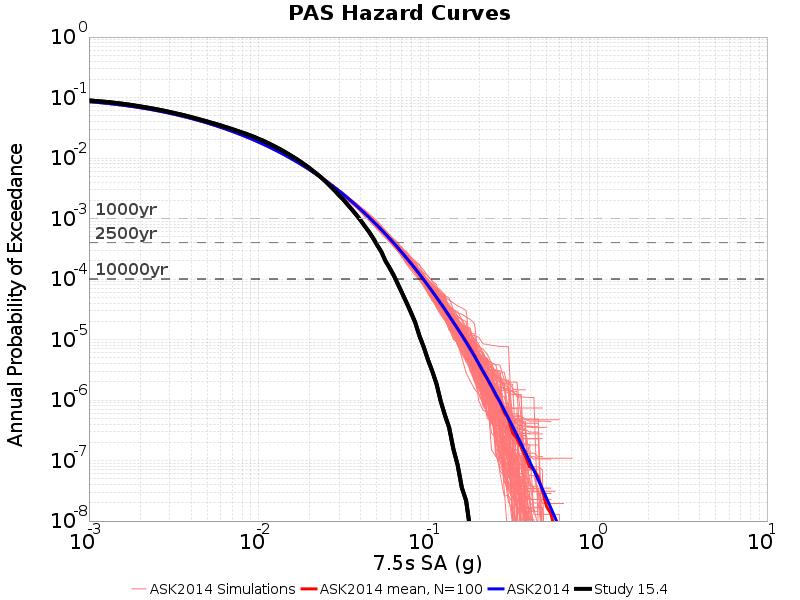 PAS Hazard Curves
10^0
10^-1
10^-2
10^-3
10^-4
10^-5
10^-6
10^-7
10^-8
1000yr
2500yr
10000yr
Annual Probability of Exceedance
10^-3 10^-2 10^-1 10^0 10^1
7.5s SA (g)
ASK2014 Simulations ASK2014 mean, N=100 ASK2014 Study 15.4